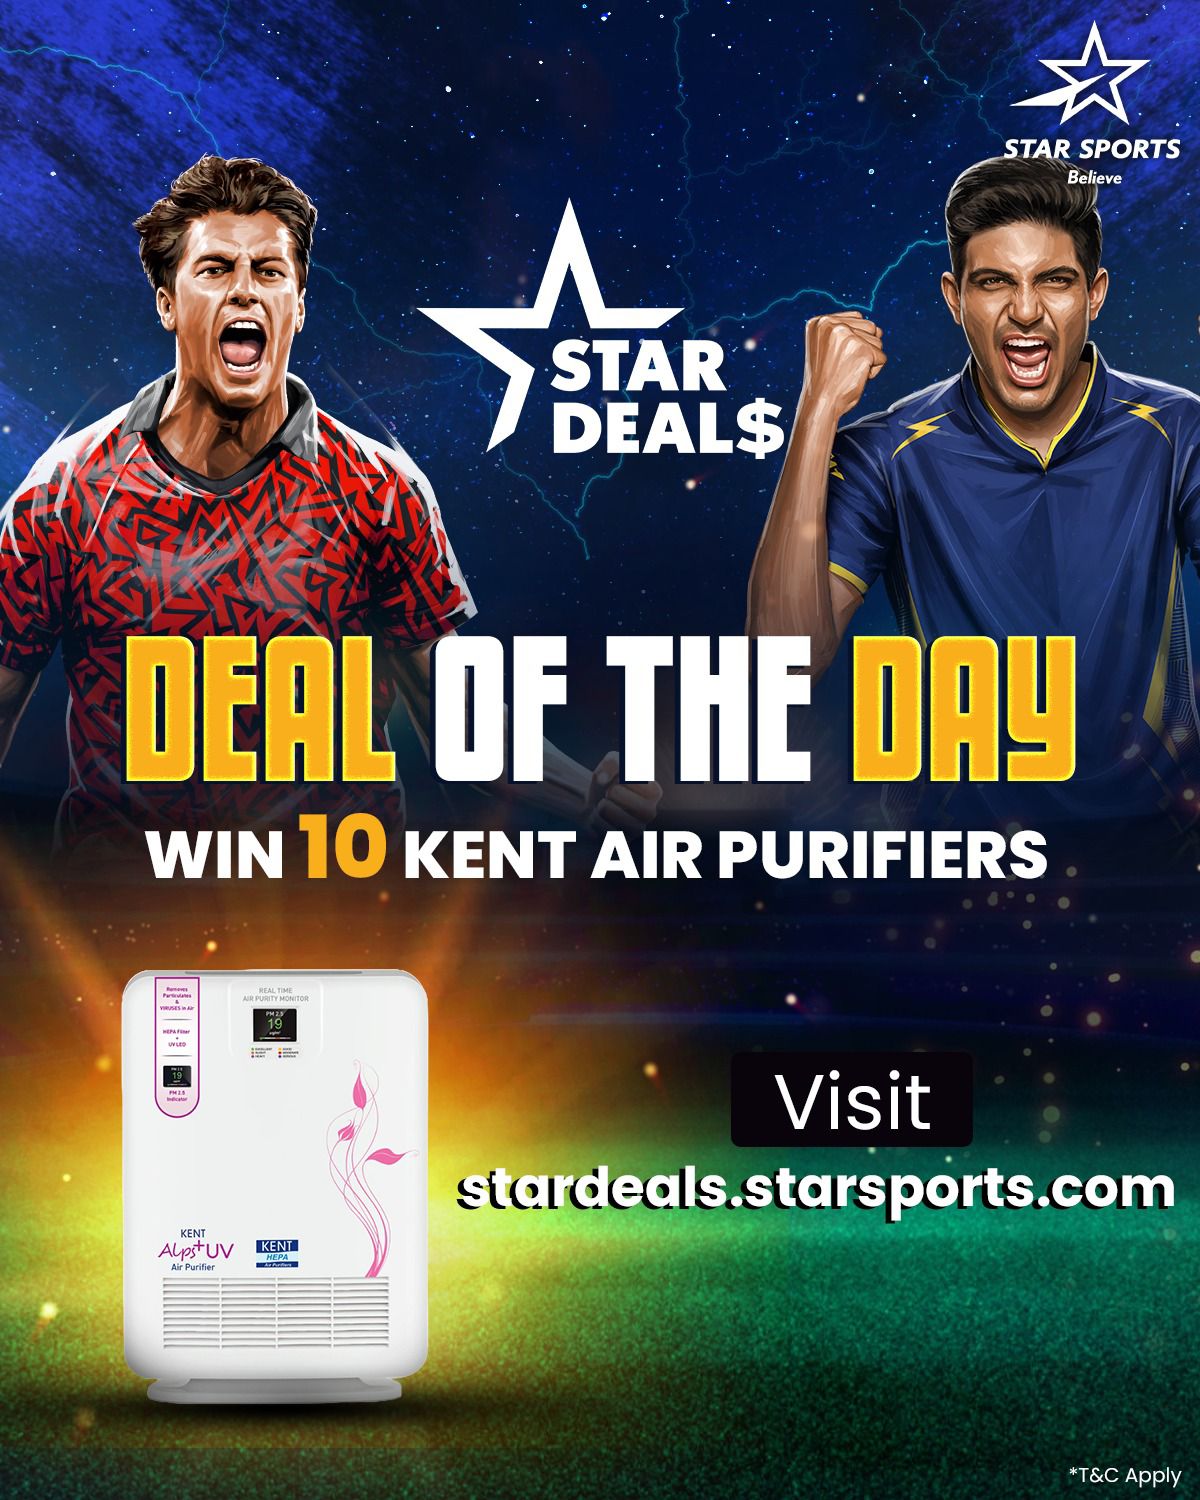 STAR SPORTS
Believe
STAR
DEAL$
DEAL OF THE DAY
WIN 10 KENT AIR PURIFIERS
Removes
Particulates
&
VIRUSES in Air
HEPA Filter
+
UV LED
PM 2.5
19
PM 2.5
Indicator
REAL TIME
AIR PURITY MONITOR
PM 2.5
19
KENT
Alps+UV
Air Purifier
KENT
HEPA
Air Purifiers
Visit
stardeals.starsports.com
*T&C Apply